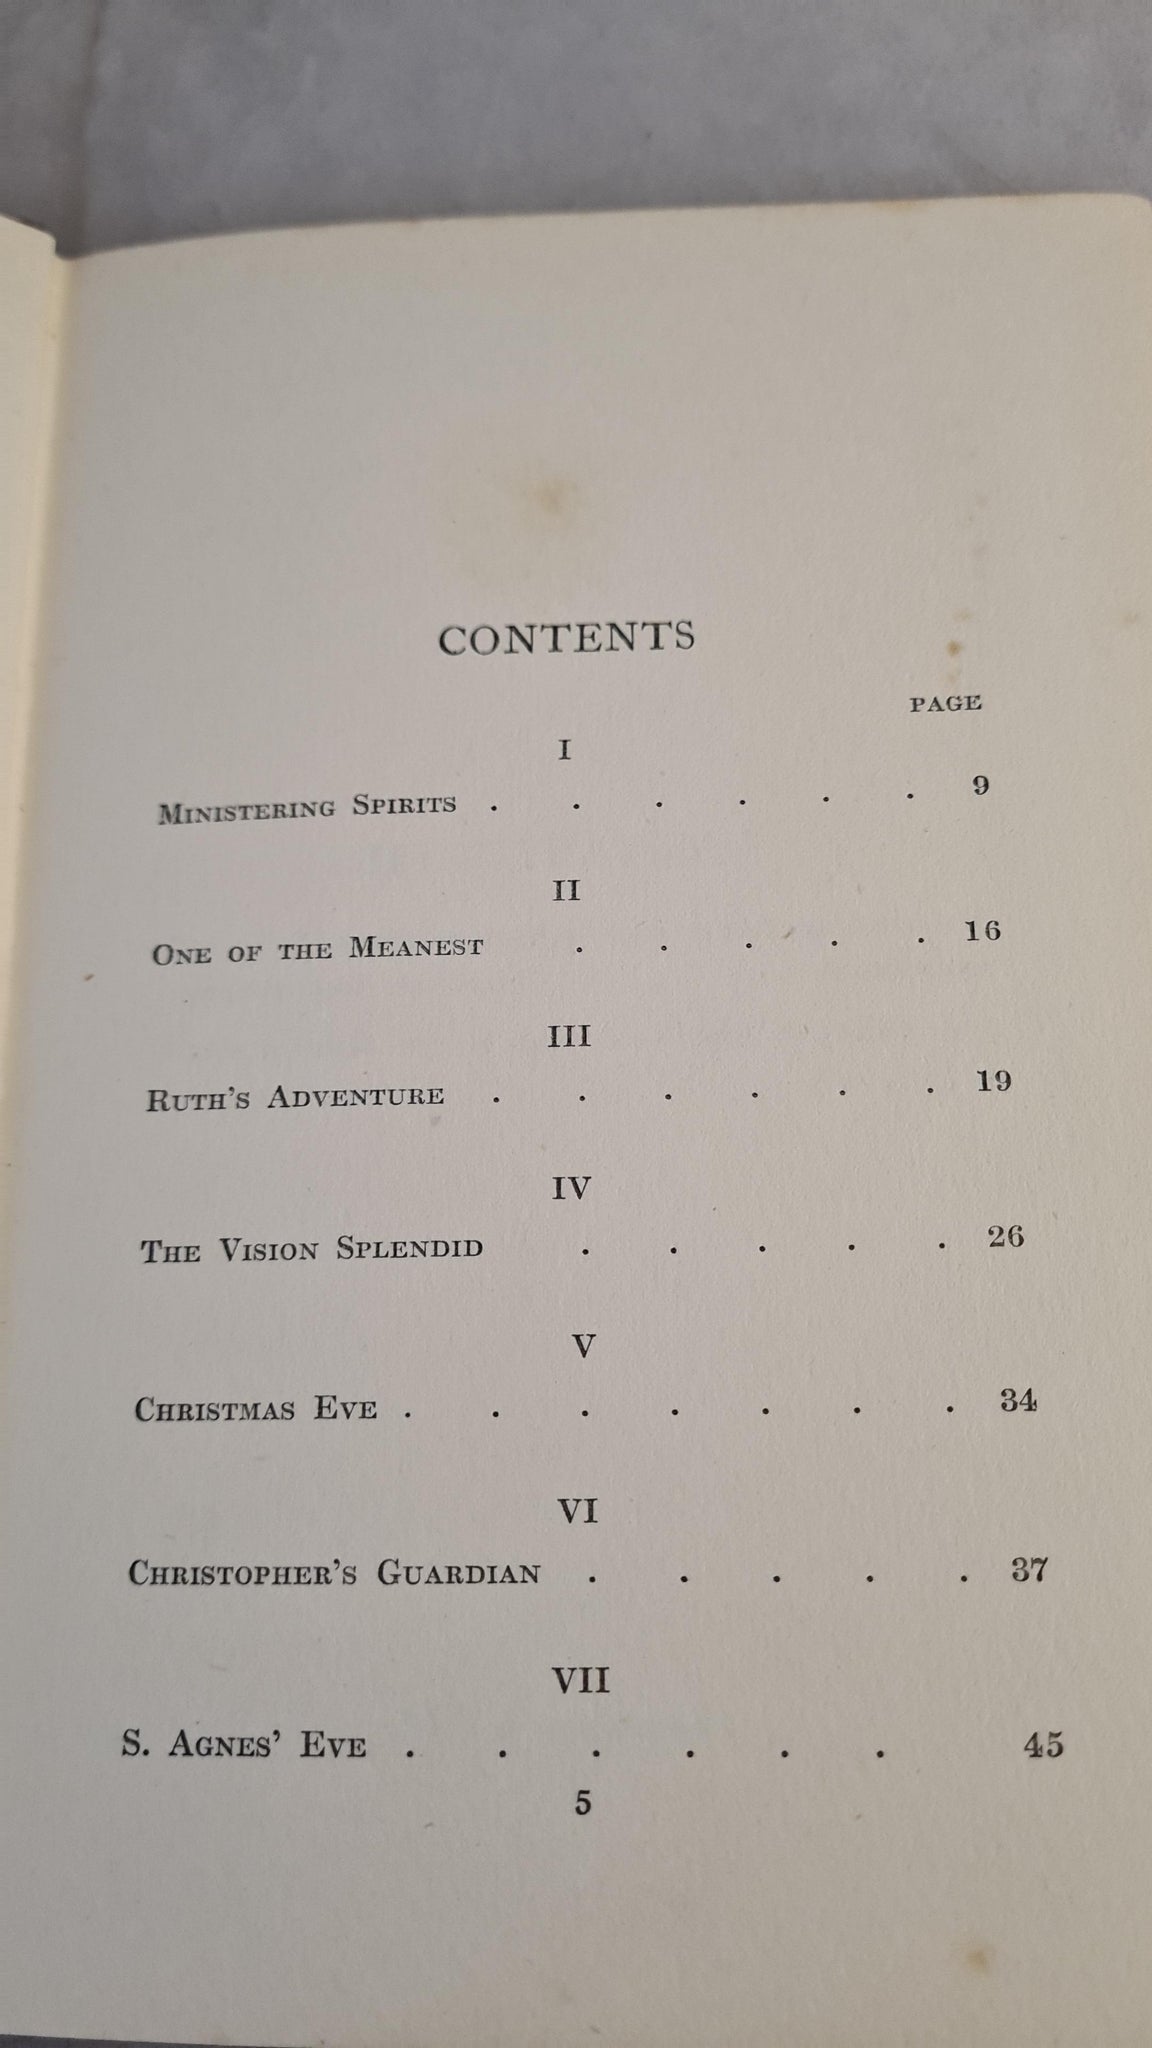 CONTENTS
PAGE
I
MINISTERING SPIRITS . . . . . . 9
II
ONE OF THE MEANEST . . . . . 16
III
RUTH'S ADVENTURE . . . . . . 19
IV
THE VISION SPLENDID . . . . . 26
V
CHRISTMAS EVE . . . . . . . 34
VI
CHRISTOPHER'S GUARDIAN . . . . . 37
VII
S. AGNES' EVE . . . . . . 45
5